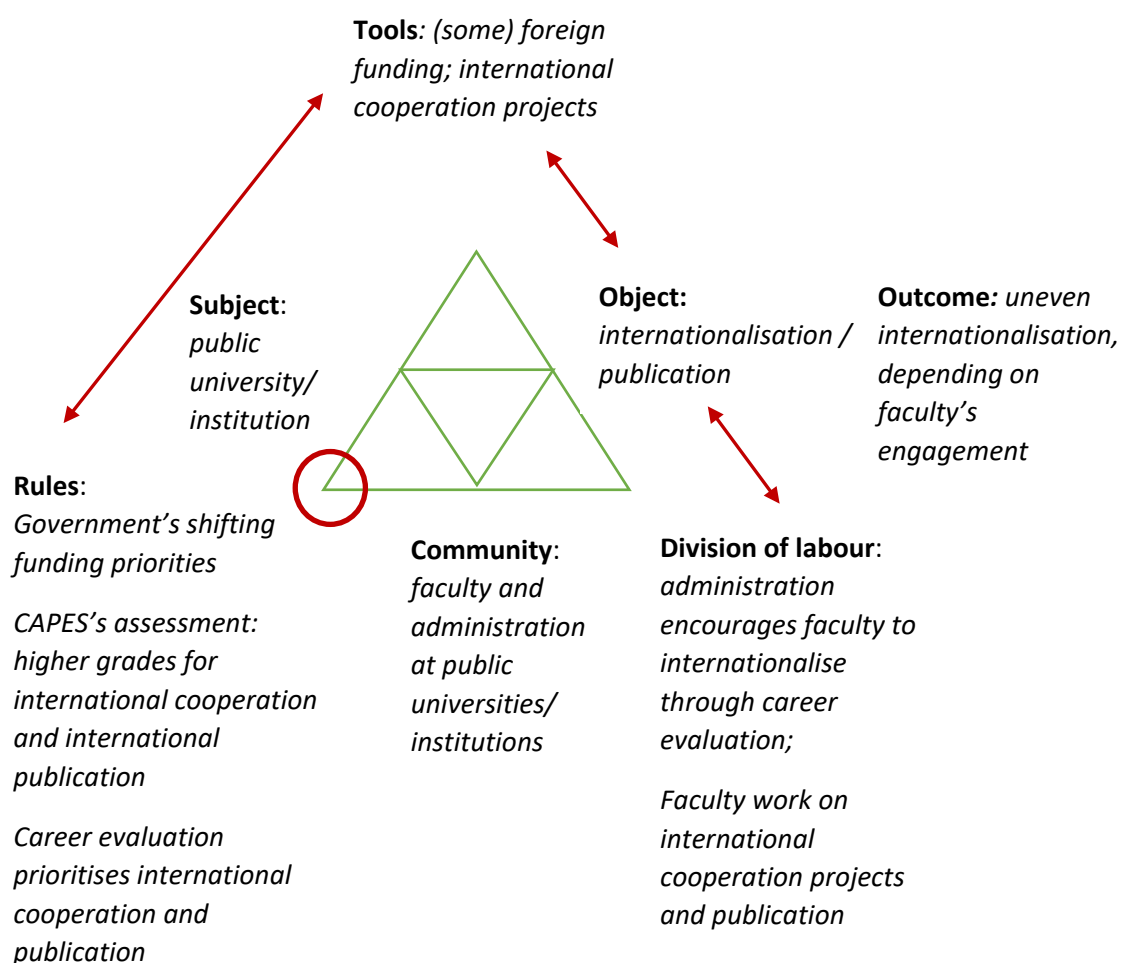 Tools: (some) foreign
funding; international
cooperation projects
Subject:
public
university/
institution
Object:
internationalisation /
publication
Outcome: uneven
internationalisation,
depending on
faculty’s
engagement
Rules:
Government’s shifting
funding priorities
CAPES’s assessment:
higher grades for
international cooperation
and international
publication
Career evaluation
prioritises international
cooperation and
publication
Community:
faculty and
administration
at public
universities/
institutions
Division of labour:
administration
encourages faculty to
internationalise
through career
evaluation;
Faculty work on
international
cooperation projects
and publication